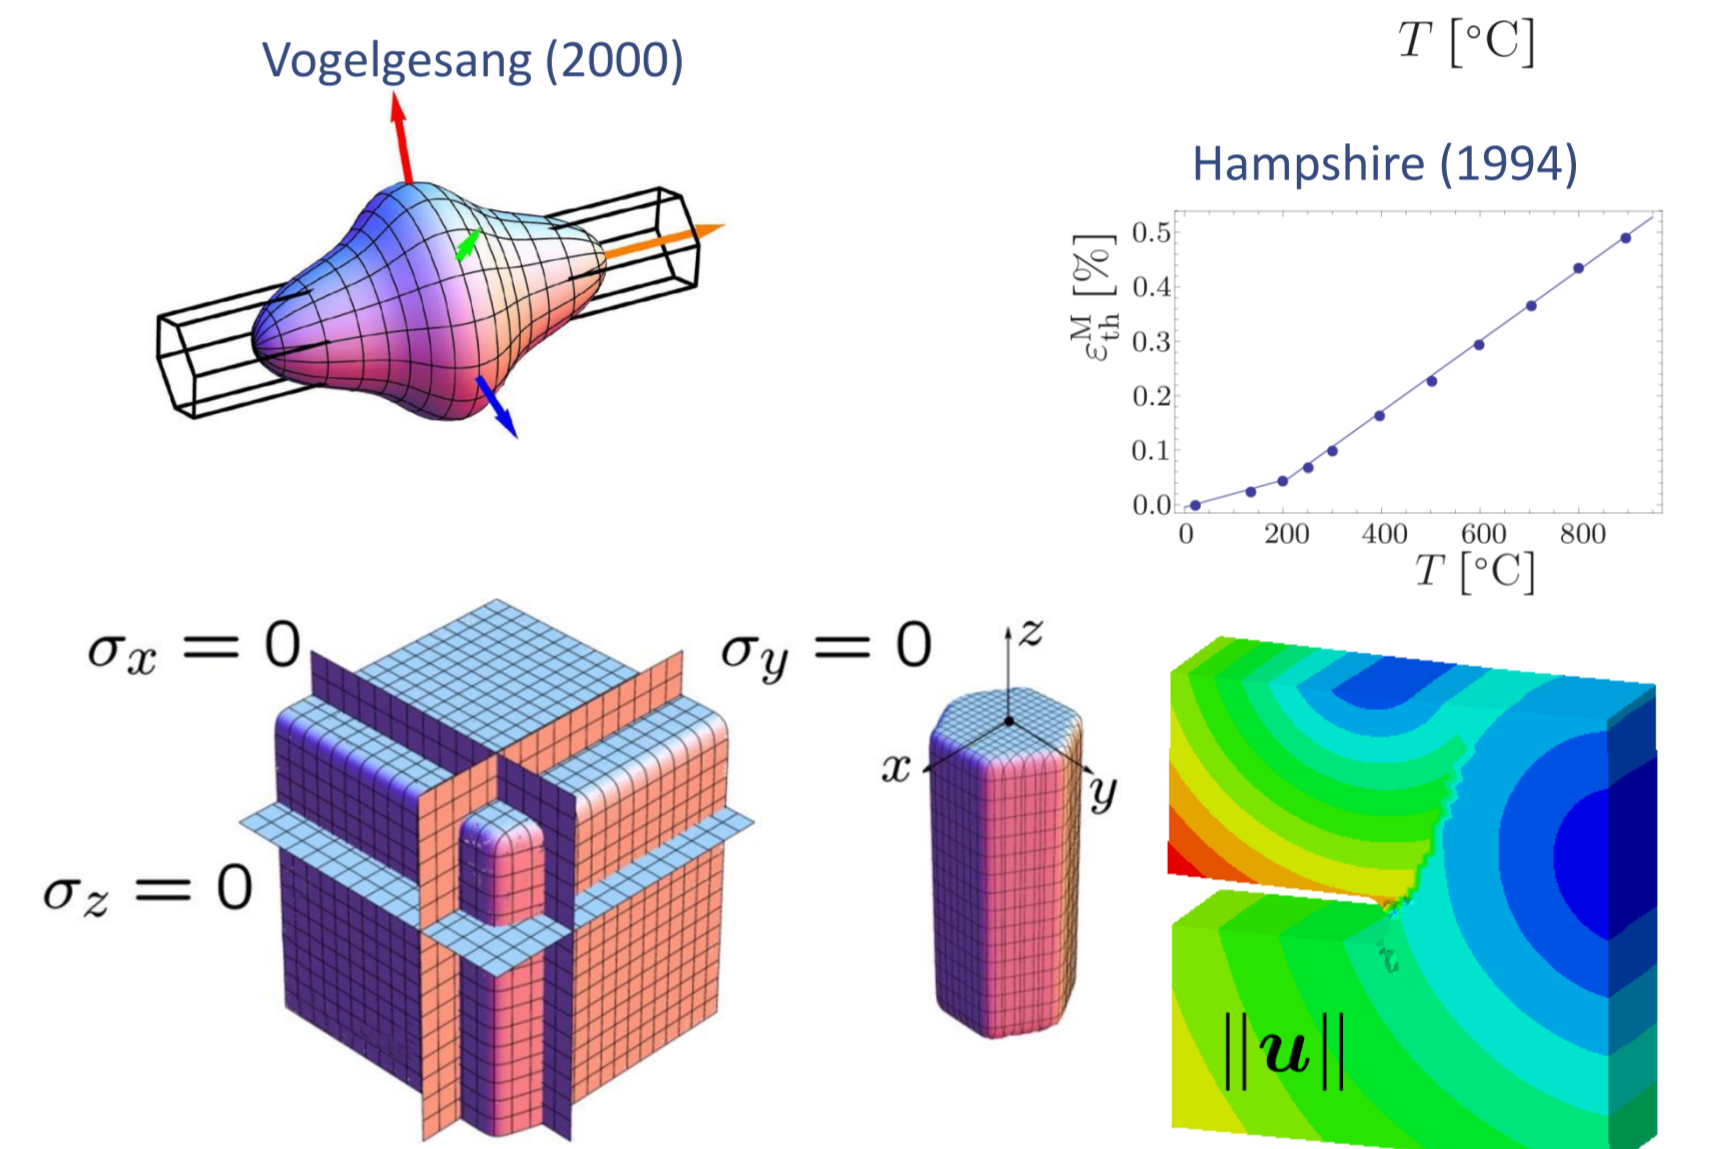 Vogelgesang (2000)
T [°C]
Hampshire (1994)
ε_th^M [%]
0.5
0.4
0.3
0.2
0.1
0.0
0 200 400 600 800
T [°C]
σ_x = 0
σ_y = 0
σ_z = 0
z
x
y
||u||